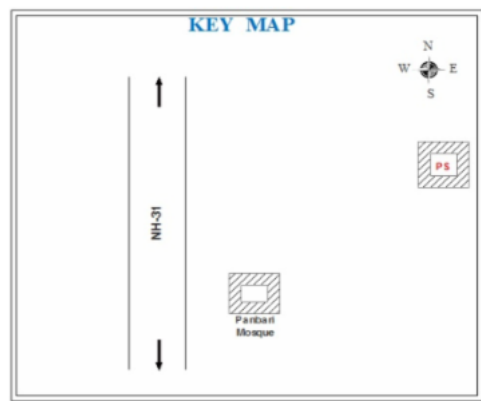 KEY MAP
N
W E
S
PS
NH-31
Paribari
Mosque